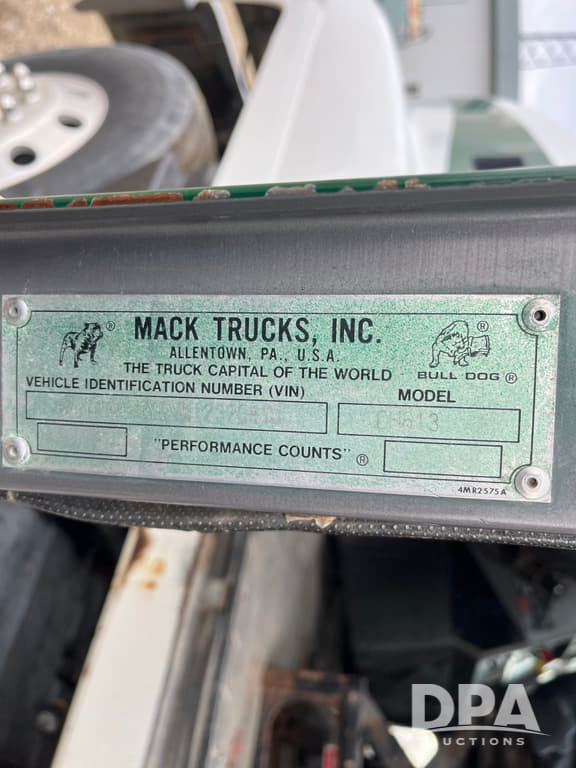 MACK TRUCKS, INC.
ALLENTOWN, PA., U.S.A.
THE TRUCK CAPITAL OF THE WORLD
® BULL DOG ®
VEHICLE IDENTIFICATION NUMBER (VIN) MODEL
"PERFORMANCE COUNTS" ®
4MR2575A
DPA
AUCTIONS